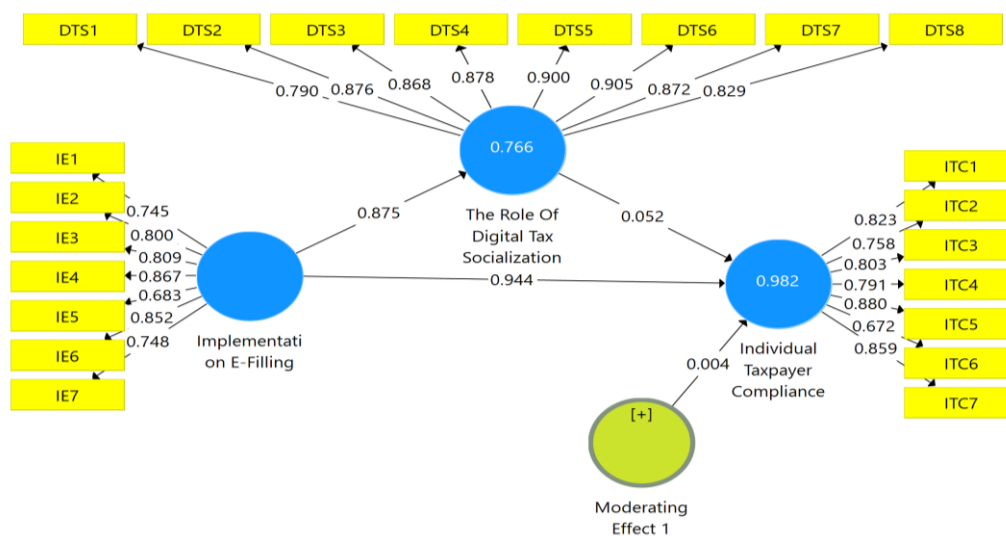 DTS1 DTS2 DTS3 DTS4 DTS5 DTS6 DTS7 DTS8
0.790 0.876 0.868 0.878 0.900 0.905 0.872 0.829
0.766
The Role Of
Digital Tax
Socialization
IE1
IE2
IE3
IE4
IE5
IE6
IE7
0.745
0.800
0.809
0.867
0.683
0.852
0.748
Implementati
on E-Filling
0.875
0.052
0.944
0.982
Individual
Taxpayer
Compliance
0.823
0.758
0.803
0.791
0.880
0.672
0.859
ITC1
ITC2
ITC3
ITC4
ITC5
ITC6
ITC7
0.004
[+]
Moderating
Effect 1